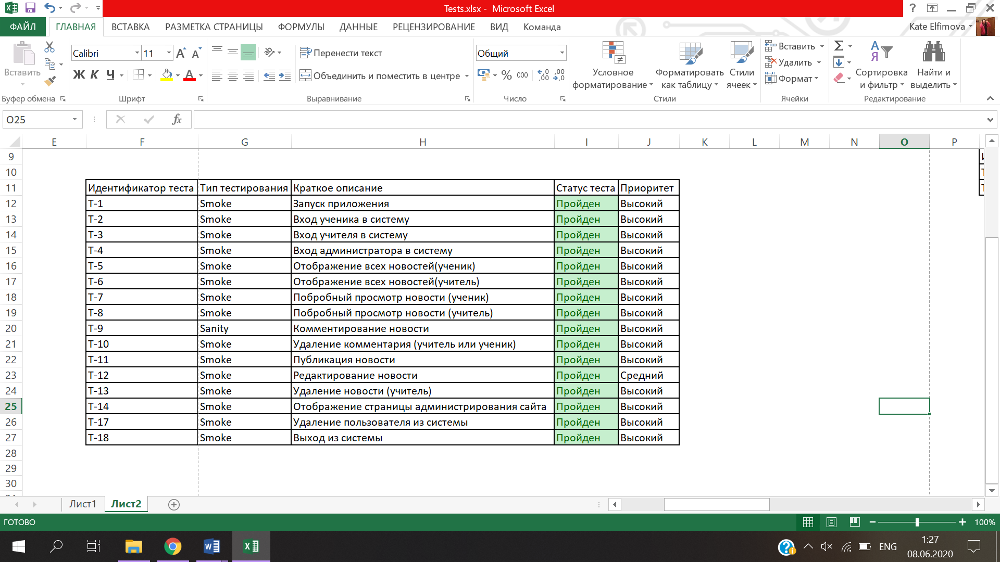 Tests.xlsx - Microsoft Excel
ФАЙЛ ГЛАВНАЯ ВСТАВКА РАЗМЕТКА СТРАНИЦЫ ФОРМУЛЫ ДАННЫЕ РЕЦЕНЗИРОВАНИЕ ВИД Команда Kate Elfimova
Вставить
Буфер обмена
Calibri 11
Ж К Ч
Шрифт
Перенести текст
Объединить и поместить в центре
Выравнивание
Общий
% 000
Число
Условное форматирование
Форматировать как таблицу
Стили ячеек
Стили
Вставить
Удалить
Формат
Ячейки
Сортировка и фильтр
Найти и выделить
Редактирование
O25 fx
E F G H I J K L M N O P
9
10
11 Идентификатор теста Тип тестирования Краткое описание Статус теста Приоритет
12 T-1 Smoke Запуск приложения Пройден Высокий
13 T-2 Smoke Вход ученика в систему Пройден Высокий
14 T-3 Smoke Вход учителя в систему Пройден Высокий
15 T-4 Smoke Вход администратора в систему Пройден Высокий
16 T-5 Smoke Отображение всех новостей(ученик) Пройден Высокий
17 T-6 Smoke Отображение всех новостей(учитель) Пройден Высокий
18 T-7 Smoke Побробный просмотр новости (ученик) Пройден Высокий
19 T-8 Smoke Побробный просмотр новости (учитель) Пройден Высокий
20 T-9 Sanity Комментирование новости Пройден Высокий
21 T-10 Smoke Удаление комментария (учитель или ученик) Пройден Высокий
22 T-11 Smoke Публикация новости Пройден Высокий
23 T-12 Smoke Редактирование новости Пройден Средний
24 T-13 Smoke Удаление новости (учитель) Пройден Высокий
25 T-14 Smoke Отображение страницы администрирования сайта Пройден Высокий
26 T-17 Smoke Удаление пользователя из системы Пройден Высокий
27 T-18 Smoke Выход из системы Пройден Высокий
28
29
30
Лист1 Лист2
ГОТОВО 100%
ENG 1:27
08.06.2020